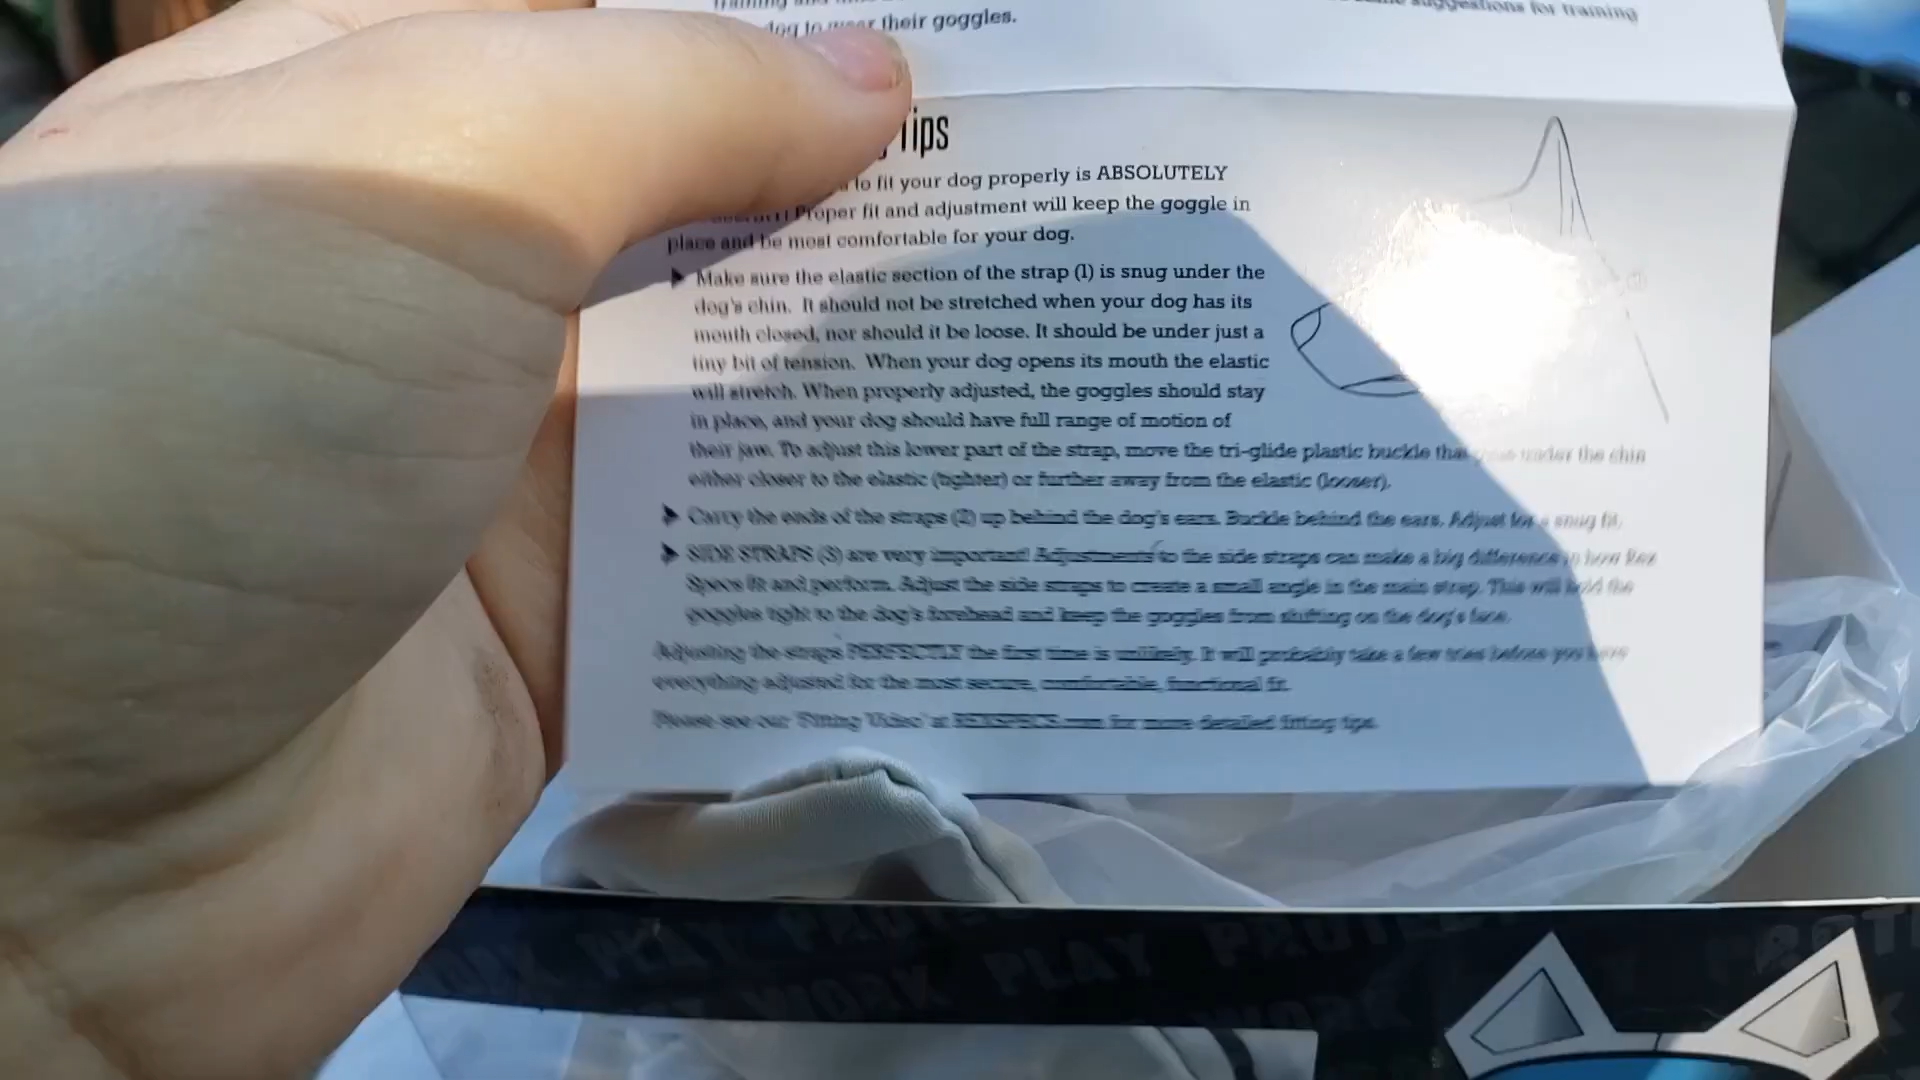 suggestions for training
dog to wear their goggles.
Tips
to fit your dog properly is ABSOLUTELY
Proper fit and adjustment will keep the goggle in
place and be most comfortable for your dog.
Make sure the elastic section of the strap (1) is snug under the
dog's chin. It should not be stretched when your dog has its
mouth closed, nor should it be loose. It should be under just a
tiny bit of tension. When your dog opens its mouth the elastic
will stretch. When properly adjusted, the goggles should stay
in place, and your dog should have full range of motion of
their jaw. To adjust this lower part of the strap, move the tri-glide plastic buckle that under the chin
either closer to the elastic (tighter) or further away from the elastic (looser).
Carry the ends of the straps (2) up behind the dog's ears. Buckle behind the ears. Adjust for a snug fit.
SIDE STRAPS (3) are very important! Adjustments to the side straps can make a big difference in how Rex
Specs fit and perform. Adjust the side straps to create a small angle in the main strap. This will hold the
goggles tight to the dog's forehead and keep the goggles from shifting on the dog's face.
Adjusting the straps PERFECTLY the first time is unlikely. It will probably take a few tries before you have
everything adjusted for the most secure, comfortable, functional fit.
Please see our 'Fitting Video' at REXSPECS.com for more detailed fitting tips.
PLAY
WORK PLAY PROTECT